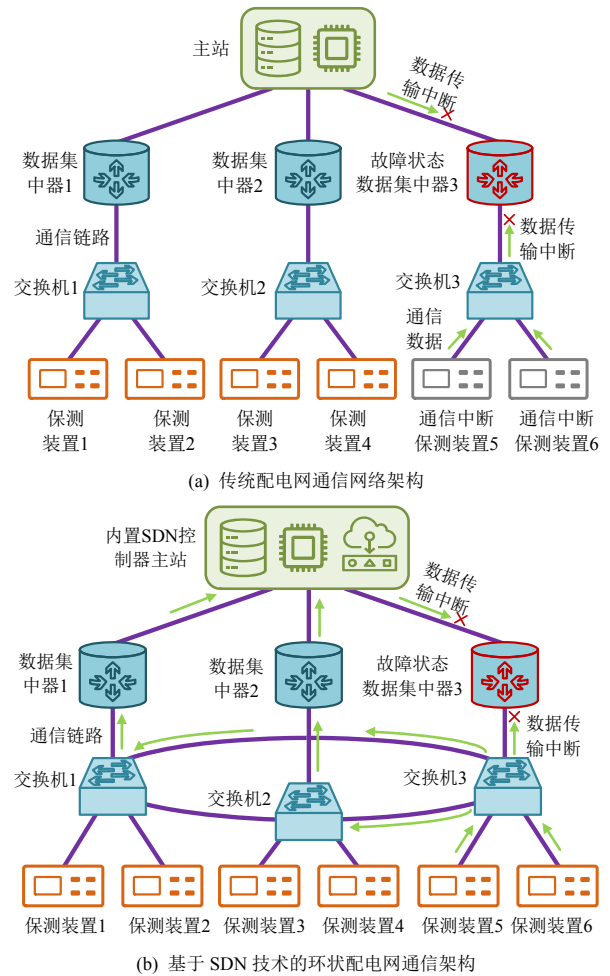 主站
数据传
输中断
数据集
中器1
数据集
中器2
故障状态
数据集中器3
通信链路
数据传
输中断
交换机1
交换机2
交换机3
通信
数据
保测
装置1
保测
装置2
保测
装置3
保测
装置4
通信中断
保测装置5
通信中断
保测装置6
(a) 传统配电网通信网络架构
内置SDN控
制器主站
数据传
输中断
数据集
中器1
数据集
中器2
故障状态
数据集中器3
通信链路
数据传
输中断
交换机1
交换机2
交换机3
保测装置1
保测装置2
保测装置3
保测装置4
保测装置5
保测装置6
(b) 基于 SDN 技术的环状配电网通信架构